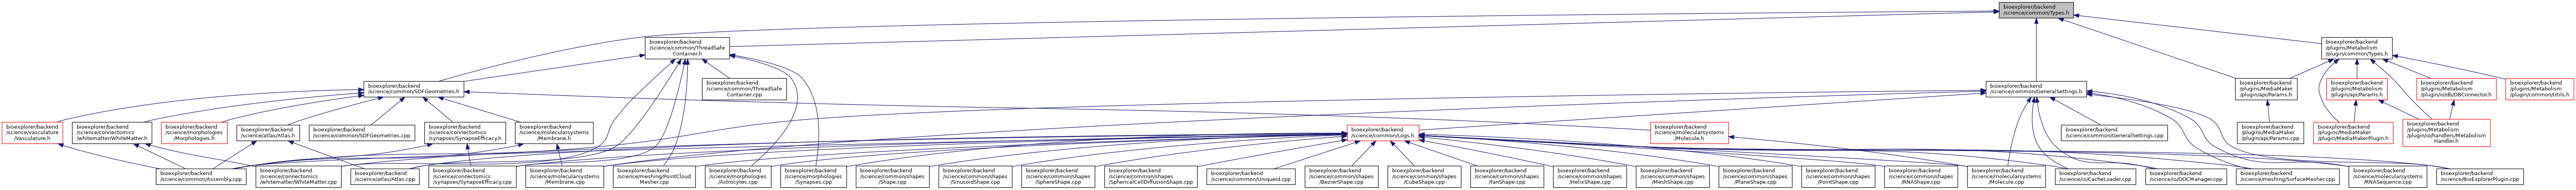 bioexplorer/backend
/science/common/Types.h
bioexplorer/backend
/science/common/ThreadSafe
Container.h
bioexplorer/backend
/plugins/Metabolism
/plugin/common/Types.h
bioexplorer/backend
/science/common/SDFGeometries.h
bioexplorer/backend
/science/common/ThreadSafe
Container.cpp
bioexplorer/backend
/science/common/GeneralSettings.h
bioexplorer/backend
/plugins/MediaMaker
/plugin/api/Params.h
bioexplorer/backend
/plugins/Metabolism
/plugin/api/Params.h
bioexplorer/backend
/plugins/Metabolism
/plugin/io/db/DBConnector.h
bioexplorer/backend
/plugins/Metabolism
/plugin/common/Utils.h
bioexplorer/backend
/science/vasculature
/Vasculature.h
bioexplorer/backend
/science/connectomics
/whitematter/WhiteMatter.h
bioexplorer/backend
/science/morphologies
/Morphologies.h
bioexplorer/backend
/science/atlas/Atlas.h
bioexplorer/backend
/science/common/SDFGeometries.cpp
bioexplorer/backend
/science/connectomics
/synapses/SynapseEfficacy.h
bioexplorer/backend
/science/molecularsystems
/Membrane.h
bioexplorer/backend
/science/common/Logs.h
bioexplorer/backend
/science/molecularsystems
/Molecule.h
bioexplorer/backend
/science/common/GeneralSettings.cpp
bioexplorer/backend
/plugins/MediaMaker
/plugin/api/Params.cpp
bioexplorer/backend
/plugins/MediaMaker
/plugin/MediaMakerPlugin.h
bioexplorer/backend
/plugins/Metabolism
/plugin/io/handlers/Metabolism
Handler.h
bioexplorer/backend
/science/common/Assembly.cpp
bioexplorer/backend
/science/connectomics
/whitematter/WhiteMatter.cpp
bioexplorer/backend
/science/atlas/Atlas.cpp
bioexplorer/backend
/science/connectomics
/synapses/SynapseEfficacy.cpp
bioexplorer/backend
/science/molecularsystems
/Membrane.cpp
bioexplorer/backend
/science/meshing/PointCloud
Mesher.cpp
bioexplorer/backend
/science/morphologies
/Astrocytes.cpp
bioexplorer/backend
/science/morphologies
/Synapses.cpp
bioexplorer/backend
/science/common/shapes
/Shape.cpp
bioexplorer/backend
/science/common/shapes
/SinusoidShape.cpp
bioexplorer/backend
/science/common/shapes
/SphereShape.cpp
bioexplorer/backend
/science/common/shapes
/SphericalCellDiffusionShape.cpp
bioexplorer/backend
/science/common/UniqueId.cpp
bioexplorer/backend
/science/common/shapes
/BezierShape.cpp
bioexplorer/backend
/science/common/shapes
/CubeShape.cpp
bioexplorer/backend
/science/common/shapes
/FanShape.cpp
bioexplorer/backend
/science/common/shapes
/HelixShape.cpp
bioexplorer/backend
/science/common/shapes
/MeshShape.cpp
bioexplorer/backend
/science/common/shapes
/PlaneShape.cpp
bioexplorer/backend
/science/common/shapes
/PointShape.cpp
bioexplorer/backend
/science/common/shapes
/RNAShape.cpp
bioexplorer/backend
/science/molecularsystems
/Molecule.cpp
bioexplorer/backend
/science/io/CacheLoader.cpp
bioexplorer/backend
/science/io/OOCManager.cpp
bioexplorer/backend
/science/meshing/SurfaceMesher.cpp
bioexplorer/backend
/science/molecularsystems
/RNASequence.cpp
bioexplorer/backend
/science/BioExplorerPlugin.cpp